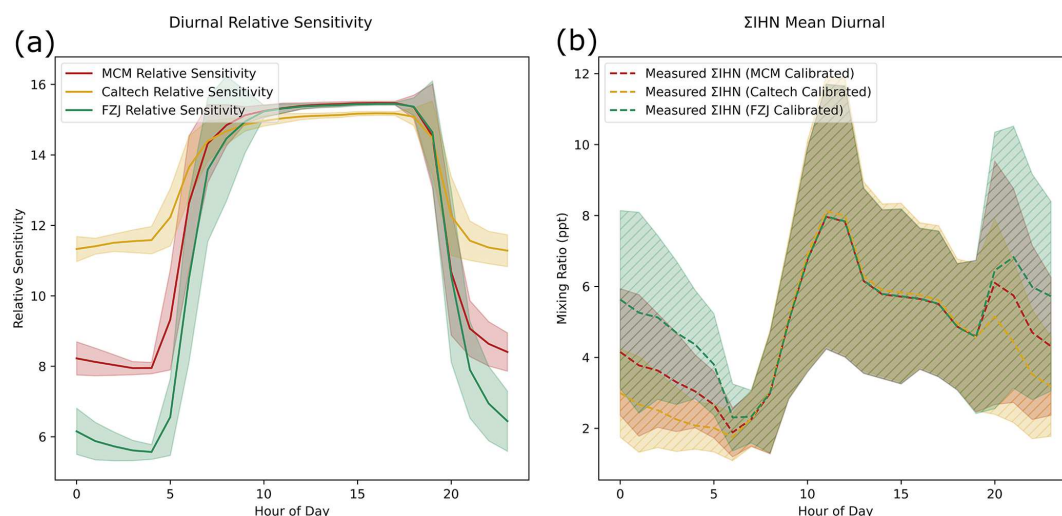 Diurnal Relative Sensitivity
(a)
MCM Relative Sensitivity
Caltech Relative Sensitivity
FZJ Relative Sensitivity
16
14
12
10
8
6
Relative Sensitivity
0 5 10 15 20
Hour of Day
ΣIHN Mean Diurnal
(b)
Measured ΣIHN (MCM Calibrated)
Measured ΣIHN (Caltech Calibrated)
Measured ΣIHN (FZJ Calibrated)
12
10
8
6
4
2
Mixing Ratio (ppt)
0 5 10 15 20
Hour of Day